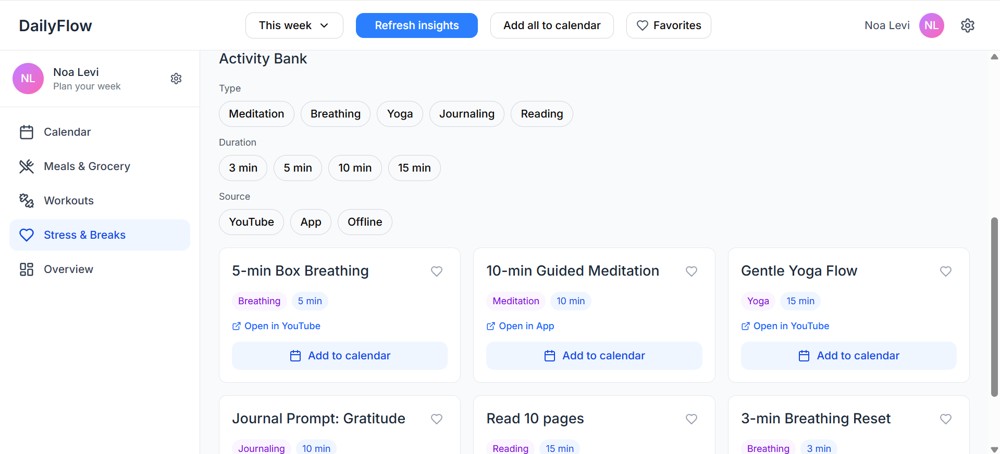 DailyFlow
This week
Refresh insights
Add all to calendar
Favorites
Noa Levi
NL
NL
Noa Levi
Plan your week
Calendar
Meals & Grocery
Workouts
Stress & Breaks
Overview
Activity Bank
Type
Meditation
Breathing
Yoga
Journaling
Reading
Duration
3 min
5 min
10 min
15 min
Source
YouTube
App
Offline
5-min Box Breathing
Breathing
5 min
Open in YouTube
Add to calendar
10-min Guided Meditation
Meditation
10 min
Open in App
Add to calendar
Gentle Yoga Flow
Yoga
15 min
Open in YouTube
Add to calendar
Journal Prompt: Gratitude
Journaling
10 min
Read 10 pages
Reading
15 min
3-min Breathing Reset
Breathing
3 min